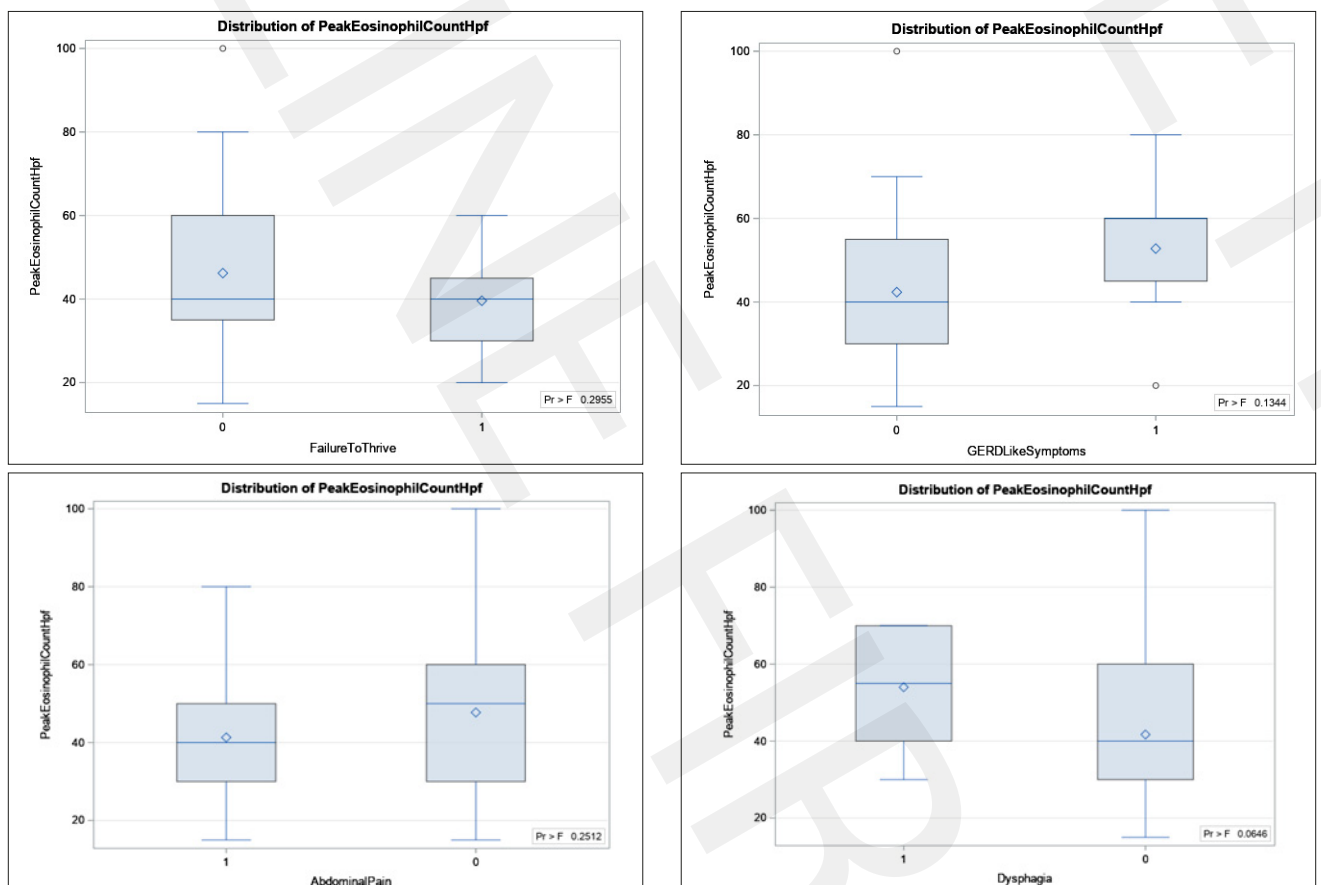 Distribution of PeakEosinophilCountHpf
100
80
60
40
20
PeakEosinophilCountHpf
Pr > F 0.2955
0 1
FailureToThrive
Distribution of PeakEosinophilCountHpf
100
80
60
40
20
PeakEosinophilCountHpf
Pr > F 0.1344
0 1
GERDLikeSymptoms
Distribution of PeakEosinophilCountHpf
100
80
60
40
20
PeakEosinophilCountHpf
Pr > F 0.2512
1 0
AbdominalPain
Distribution of PeakEosinophilCountHpf
100
80
60
40
20
PeakEosinophilCountHpf
Pr > F 0.0646
1 0
Dysphagia